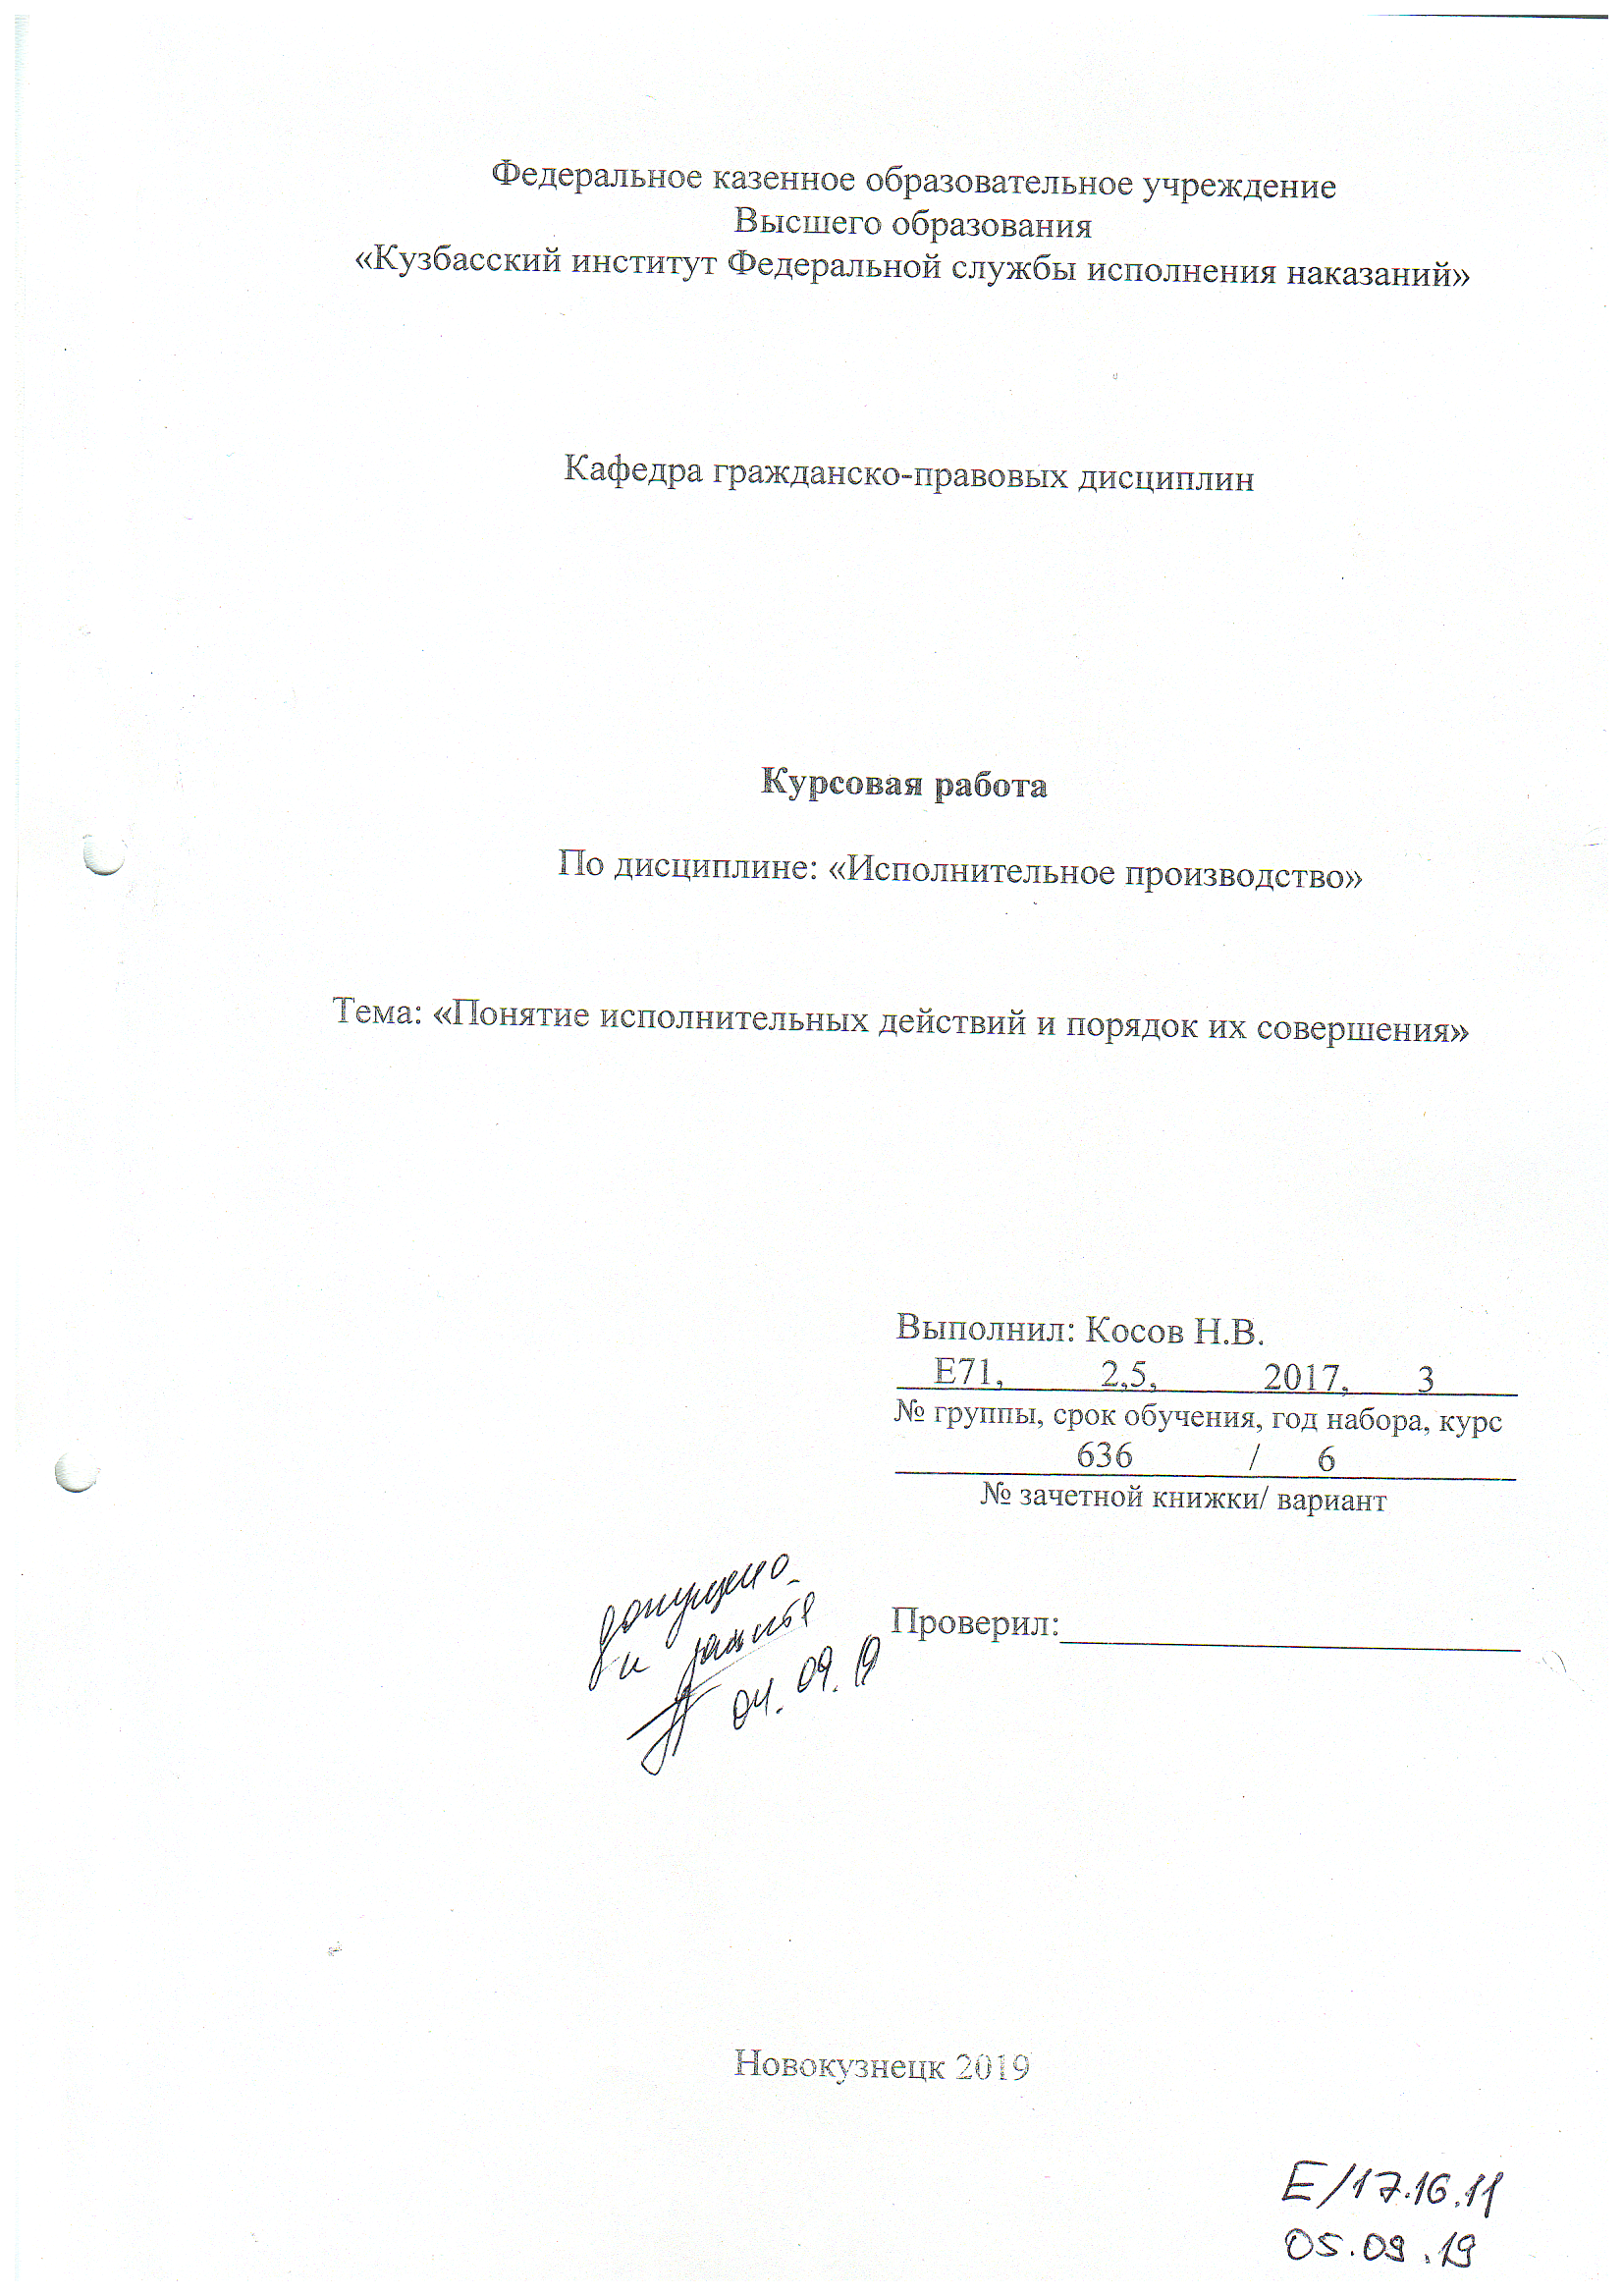 Федеральное казенное образовательное учреждение
Высшего образования
«Кузбасский институт Федеральной службы исполнения наказаний»
Кафедра гражданско-правовых дисциплин
Курсовая работа
По дисциплине: «Исполнительное производство»
Тема: «Понятие исполнительных действий и порядок их совершения»
Выполнил: Косов Н.В.
Е71, 2,5, 2017, 3
№ группы, срок обучения, год набора, курс
636 / 6
№ зачетной книжки/ вариант
допущено
к защите
Проверил:
04.09.19
Новокузнецк 2019
Е/17.16.11
05.09.19